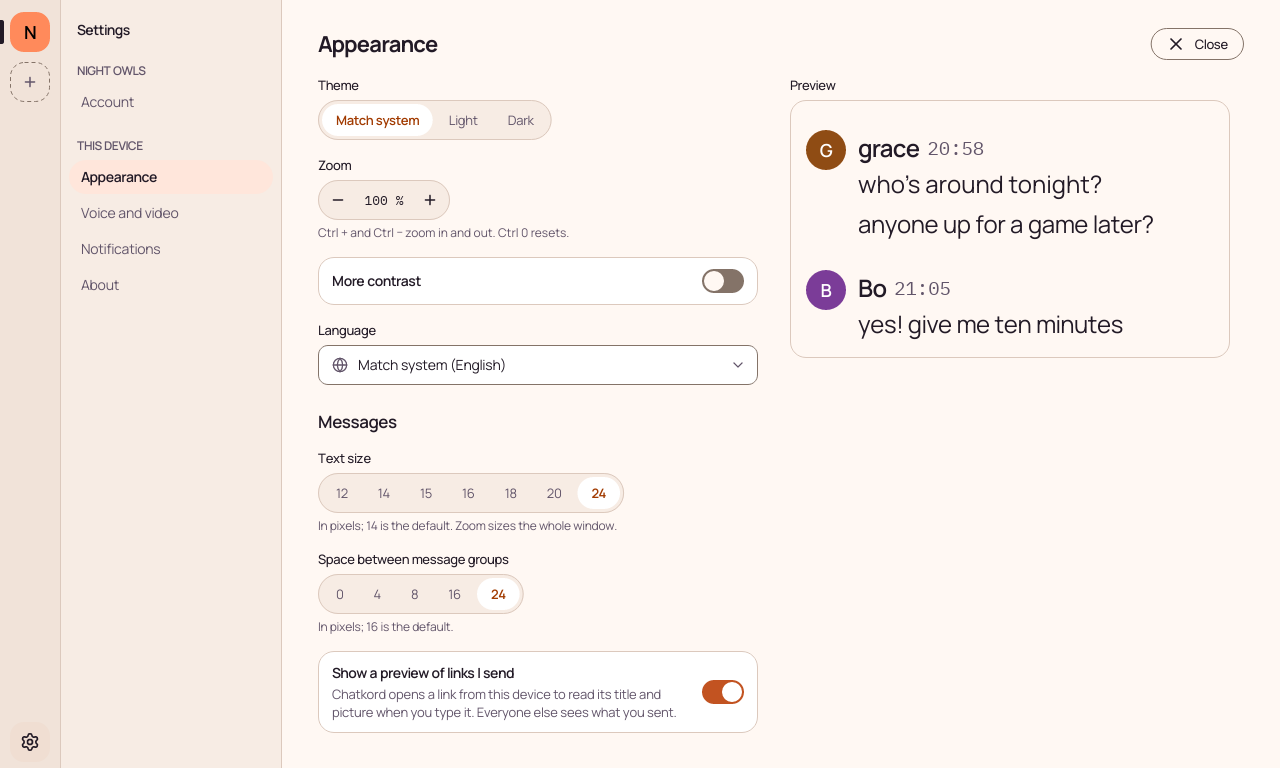 N
Settings
NIGHT OWLS
Account
THIS DEVICE
Appearance
Voice and video
Notifications
About
Appearance
Close
Theme
Match system
Light
Dark
Zoom
100 %
Ctrl + and Ctrl − zoom in and out. Ctrl 0 resets.
More contrast
Language
Match system (English)
Messages
Text size
12 14 15 16 18 20 24
In pixels; 14 is the default. Zoom sizes the whole window.
Space between message groups
0 4 8 16 24
In pixels; 16 is the default.
Show a preview of links I send
Chatkord opens a link from this device to read its title and
picture when you type it. Everyone else sees what you sent.
Preview
G
grace 20:58
who’s around tonight?
anyone up for a game later?
B
Bo 21:05
yes! give me ten minutes